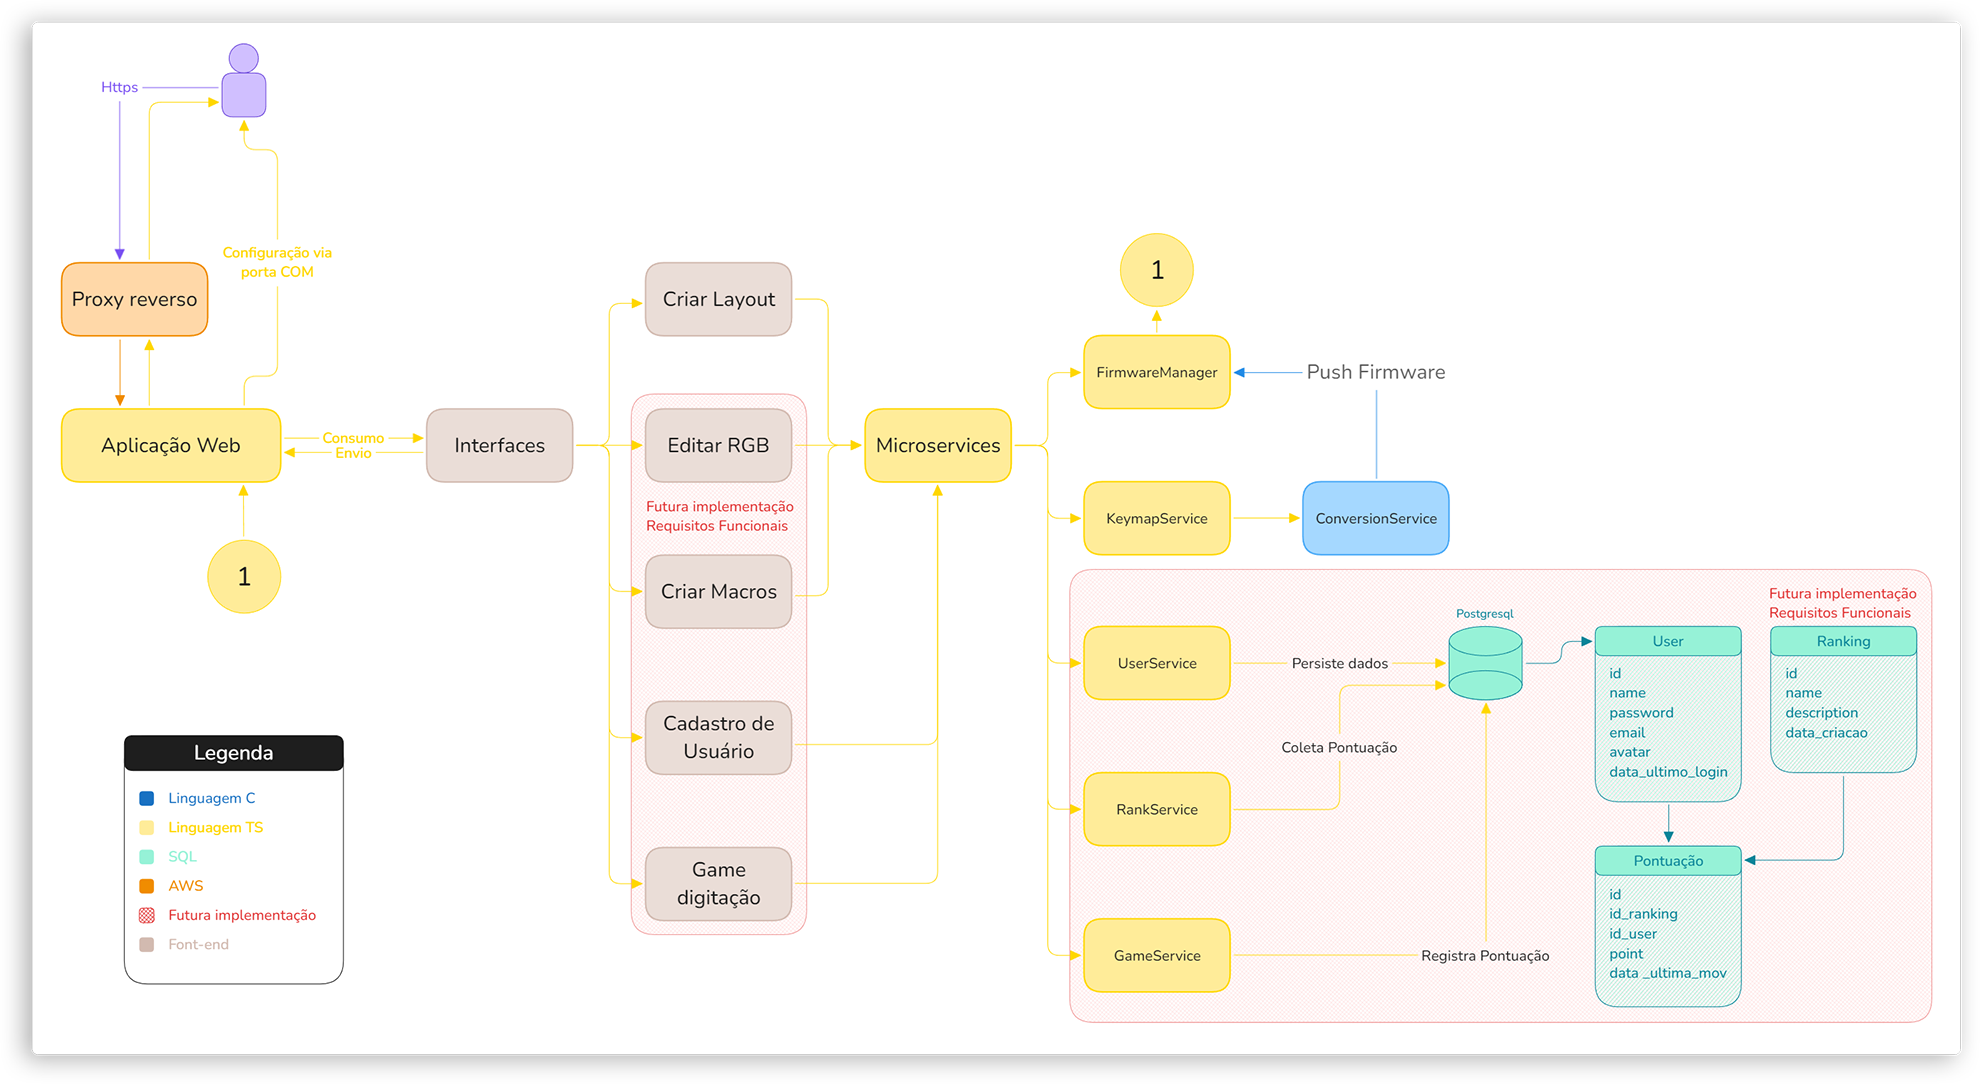 Https
Configuração via
porta COM
Proxy reverso
Aplicação Web
Consumo
Envio
1
Interfaces
Criar Layout
Editar RGB
Futura implementação
Requisitos Funcionais
Criar Macros
Cadastro de
Usuário
Game
digitação
Microservices
1
FirmwareManager
Push Firmware
KeymapService
ConversionService
Futura implementação
Requisitos Funcionais
UserService
Persiste dados
Postgresql
Coleta Pontuação
RankService
GameService
Registra Pontuação
User
id
name
password
email
avatar
data_ultimo_login
Ranking
id
name
description
data_criacao
Pontuação
id
id_ranking
id_user
point
data _ultima_mov
Legenda
Linguagem C
Linguagem TS
SQL
AWS
Futura implementação
Font-end